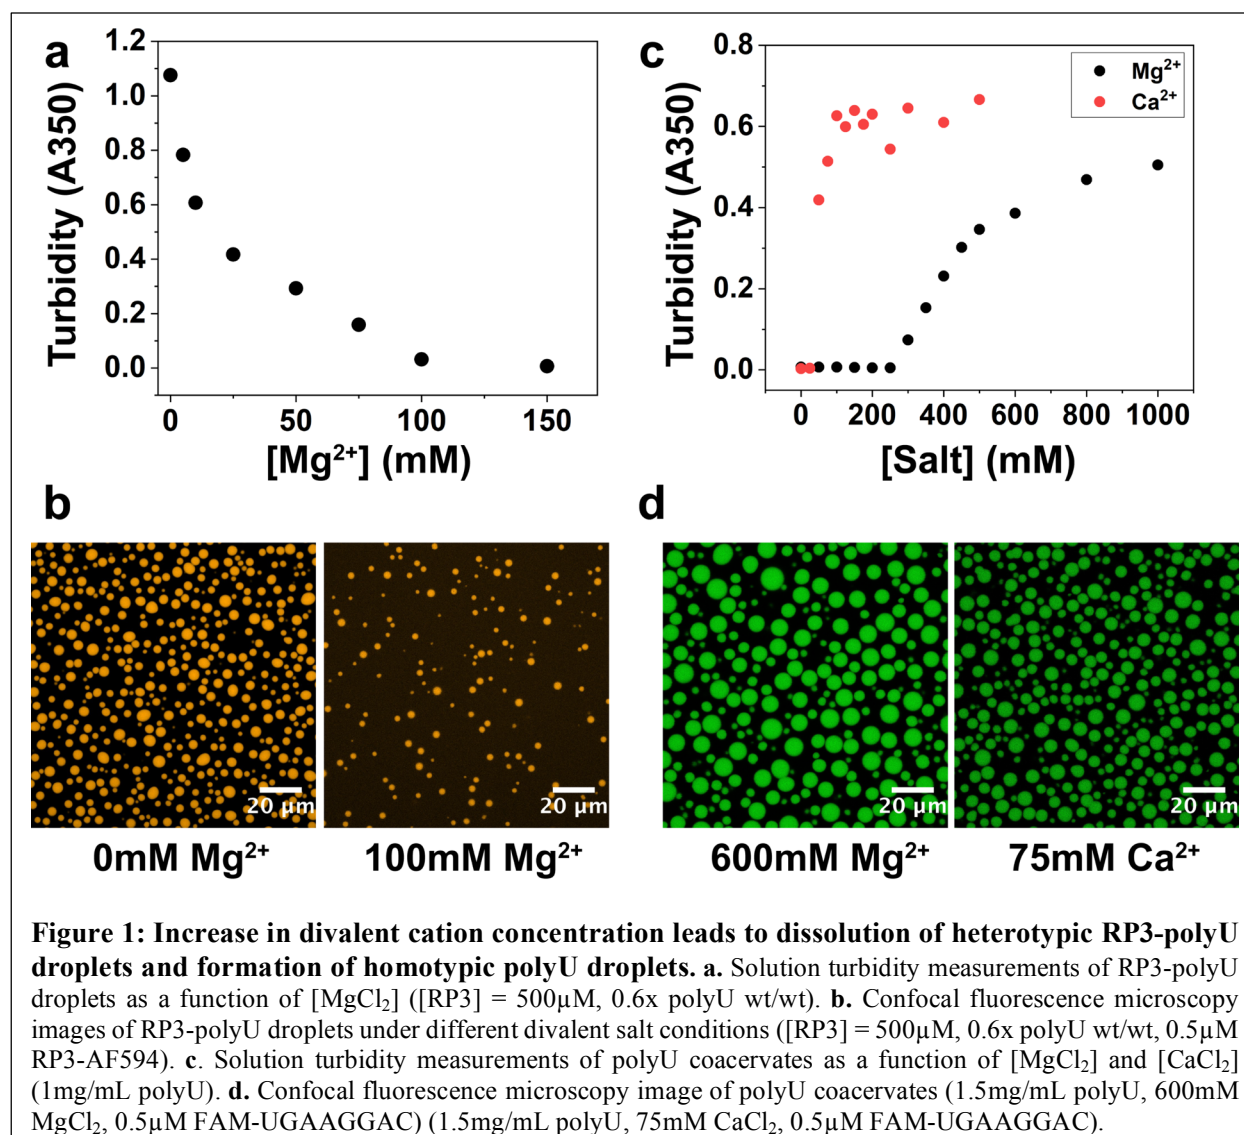 a
1.2
1.0
0.8
0.6
0.4
0.2
0.0
Turbidity (A350)
0 50 100 150
[Mg²⁺] (mM)
c
0.8
0.6
0.4
0.2
0.0
Turbidity (A350)
Mg²⁺
Ca²⁺
0 200 400 600 800 1000
[Salt] (mM)
b
20 µm
20 µm
0mM Mg²⁺
100mM Mg²⁺
d
20 µm
20 µm
600mM Mg²⁺
75mM Ca²⁺
Figure 1: Increase in divalent cation concentration leads to dissolution of heterotypic RP3-polyU
droplets and formation of homotypic polyU droplets. a. Solution turbidity measurements of RP3-polyU
droplets as a function of [MgCl₂] ([RP3] = 500µM, 0.6x polyU wt/wt). b. Confocal fluorescence microscopy
images of RP3-polyU droplets under different divalent salt conditions ([RP3] = 500µM, 0.6x polyU wt/wt, 0.5µM
RP3-AF594). c. Solution turbidity measurements of polyU coacervates as a function of [MgCl₂] and [CaCl₂]
(1mg/mL polyU). d. Confocal fluorescence microscopy image of polyU coacervates (1.5mg/mL polyU, 600mM
MgCl₂, 0.5µM FAM-UGAAGGAC) (1.5mg/mL polyU, 75mM CaCl₂, 0.5µM FAM-UGAAGGAC).